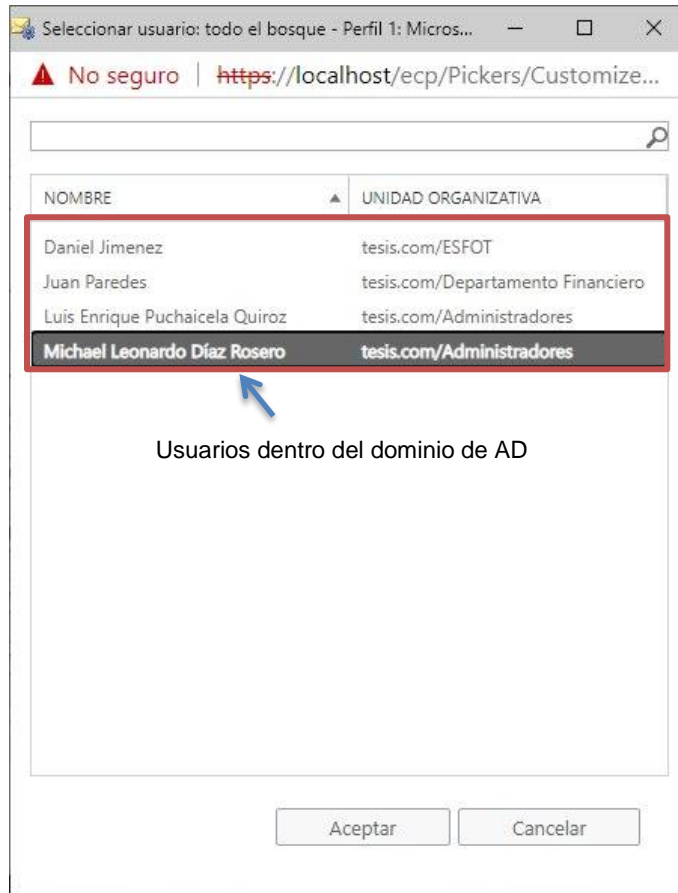 Seleccionar usuario: todo el bosque - Perfil 1: Micros...
No seguro | https://localhost/ecp/Pickers/Customize...
NOMBRE UNIDAD ORGANIZATIVA
Daniel Jimenez tesis.com/ESFOT
Juan Paredes tesis.com/Departamento Financiero
Luis Enrique Puchaicela Quiroz tesis.com/Administradores
Michael Leonardo Díaz Rosero tesis.com/Administradores
Usuarios dentro del dominio de AD
Aceptar Cancelar